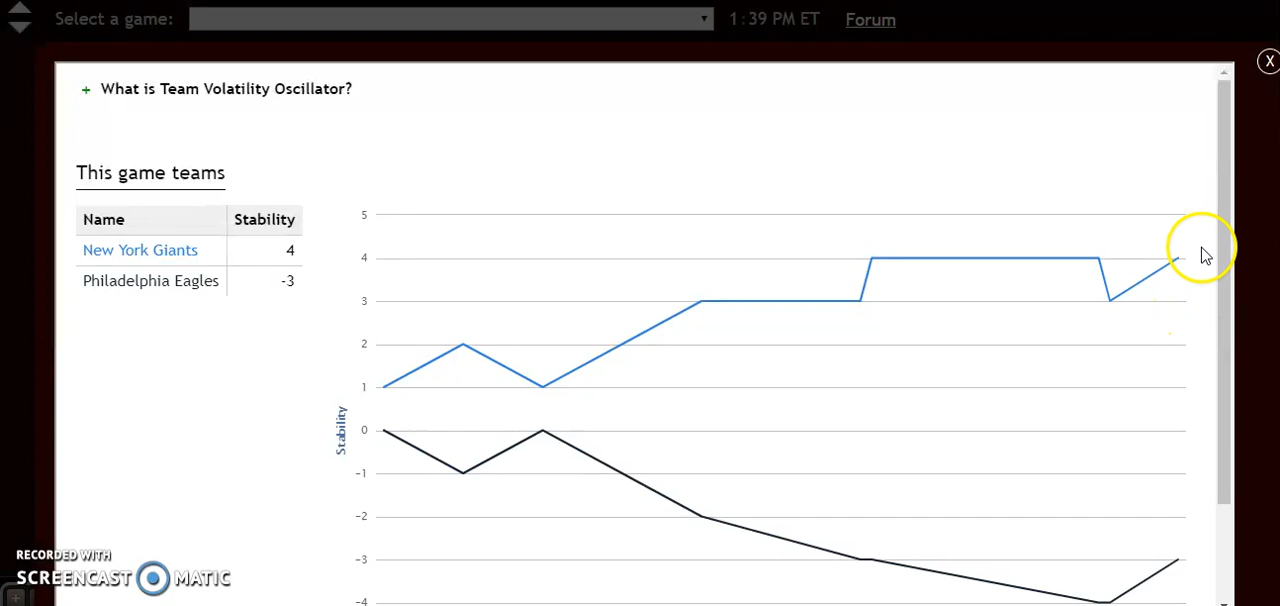 Select a game: 1:39 PM ET Forum
X
+ What is Team Volatility Oscillator?
This game teams
Name Stability
New York Giants 4
Philadelphia Eagles -3
5
4
3
2
1
0
-1
-2
-3
-4
Stability
RECORDED WITH
SCREENCAST MATIC